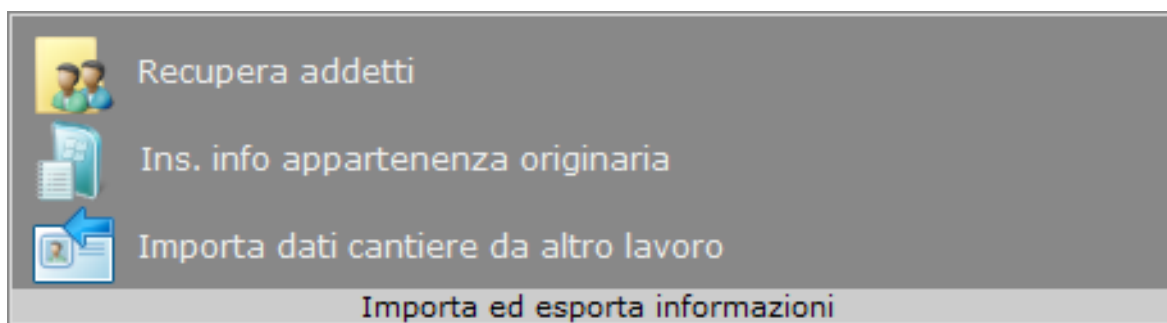 Recupera addetti
Ins. info appartenenza originaria
Importa dati cantiere da altro lavoro
Importa ed esporta informazioni